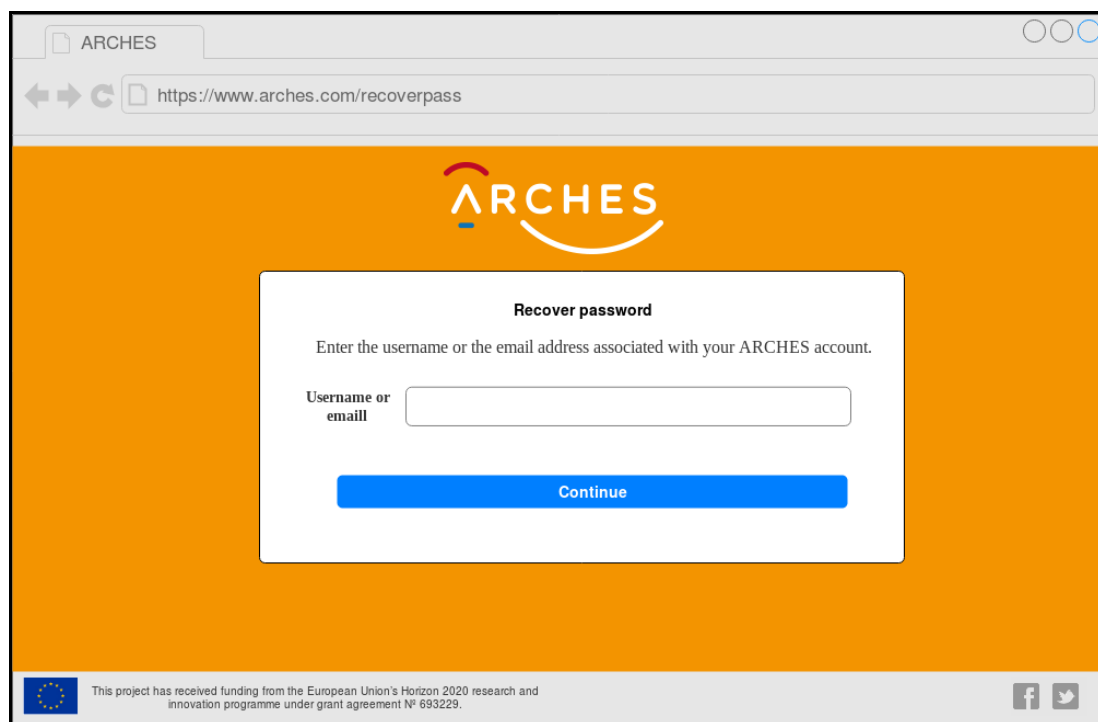 ARCHES
https://www.arches.com/recoverpass
ARCHES
Recover password
Enter the username or the email address associated with your ARCHES account.
Username or
emaill
Continue
This project has received funding from the European Union's Horizon 2020 research and
innovation programme under grant agreement Nº 693229.